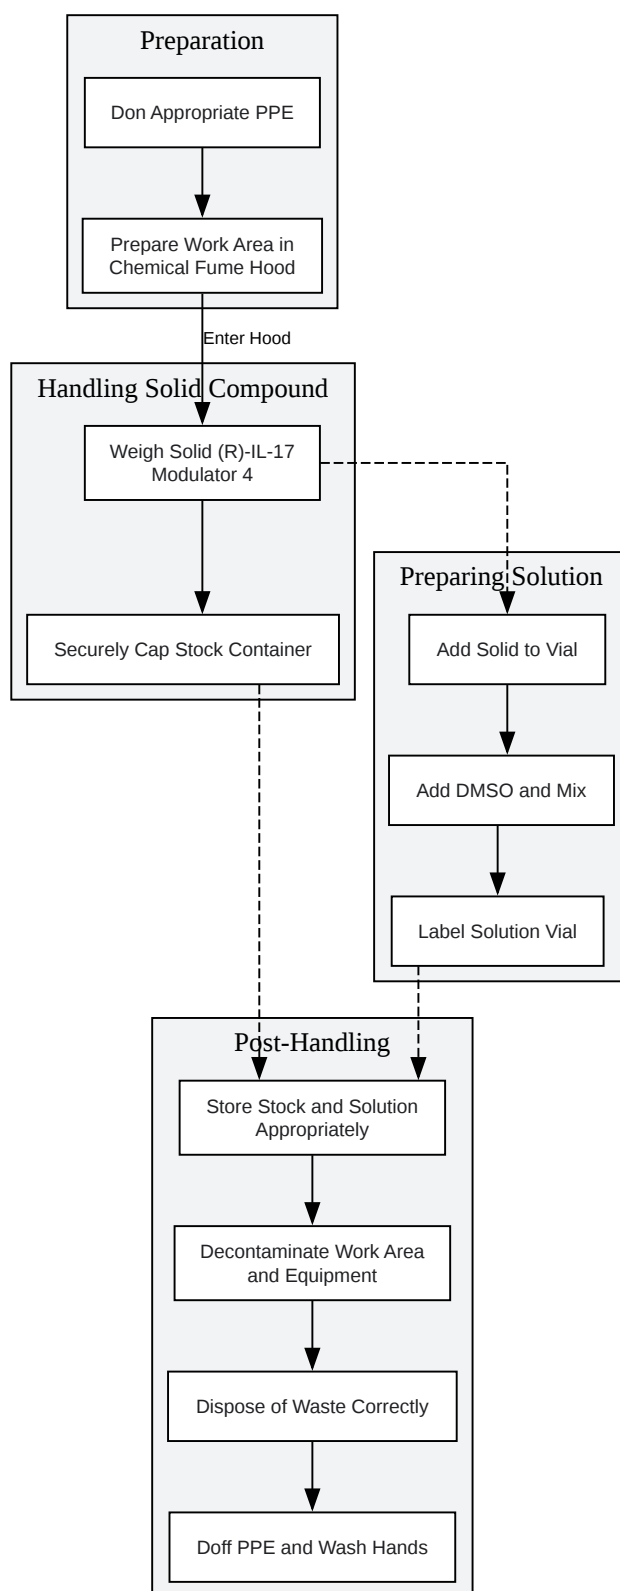 Preparation
Don Appropriate PPE
Prepare Work Area in
Chemical Fume Hood
Enter Hood
Handling Solid Compound
Weigh Solid (R)-IL-17
Modulator 4
Securely Cap Stock Container
Preparing Solution
Add Solid to Vial
Add DMSO and Mix
Label Solution Vial
Post-Handling
Store Stock and Solution
Appropriately
Decontaminate Work Area
and Equipment
Dispose of Waste Correctly
Doff PPE and Wash Hands